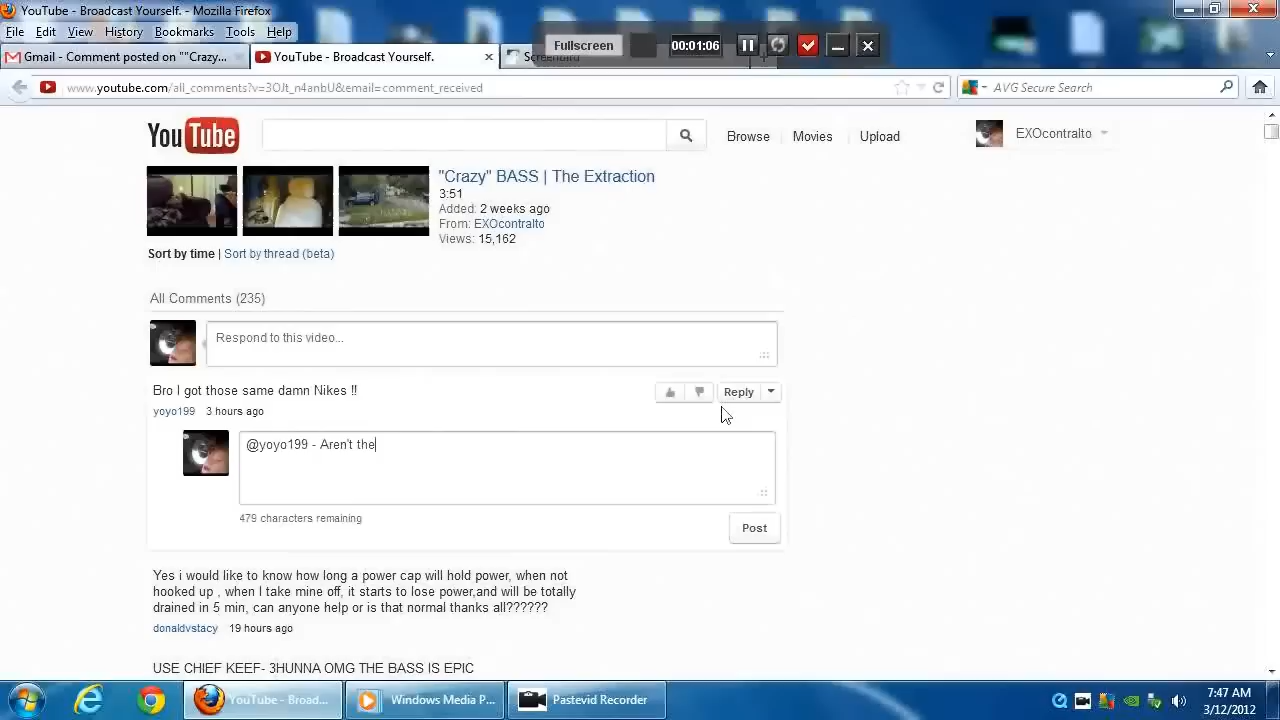 YouTube - Broadcast Yourself. - Mozilla Firefox
File Edit View History Bookmarks Tools Help
Gmail - Comment posted on ""Crazy...
YouTube - Broadcast Yourself.
Fullscreen
00:01:06
www.youtube.com/all_comments?v=3OJt_n4anbU&email=comment_received
AVG Secure Search
YouTube
Browse Movies Upload
EXOcontralto
"Crazy" BASS | The Extraction
3:51
Added: 2 weeks ago
From: EXOcontralto
Views: 15,162
Sort by time | Sort by thread (beta)
All Comments (235)
Respond to this video...
Bro I got those same damn Nikes !!
Reply
yoyo199 3 hours ago
@yoyo199 - Aren't the
479 characters remaining
Post
Yes i would like to know how long a power cap will hold power, when not
hooked up , when I take mine off, it starts to lose power,and will be totally
drained in 5 min, can anyone help or is that normal thanks all??????
donaldvstacy 19 hours ago
USE CHIEF KEEF- 3HUNNA OMG THE BASS IS EPIC
YouTube - Broad...
Windows Media P...
Pastevid Recorder
7:47 AM
3/12/2012